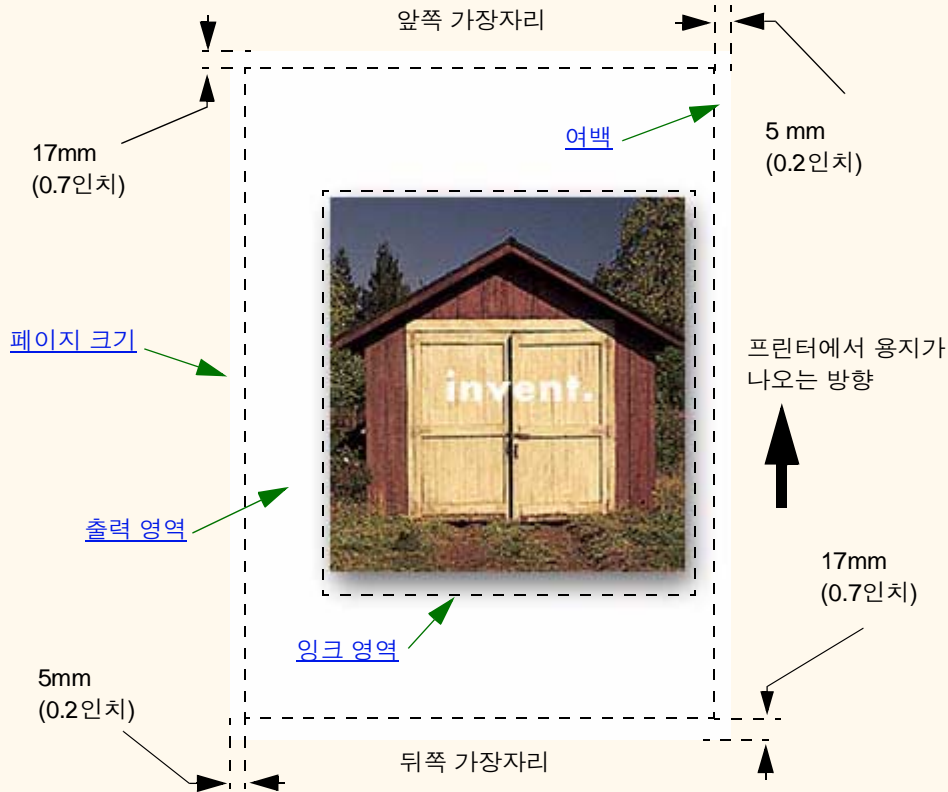 앞쪽 가장자리
17mm
(0.7인치)
여백
5 mm
(0.2인치)
페이지 크기
invent.
프린터에서 용지가
나오는 방향
출력 영역
17mm
(0.7인치)
잉크 영역
5mm
(0.2인치)
뒤쪽 가장자리